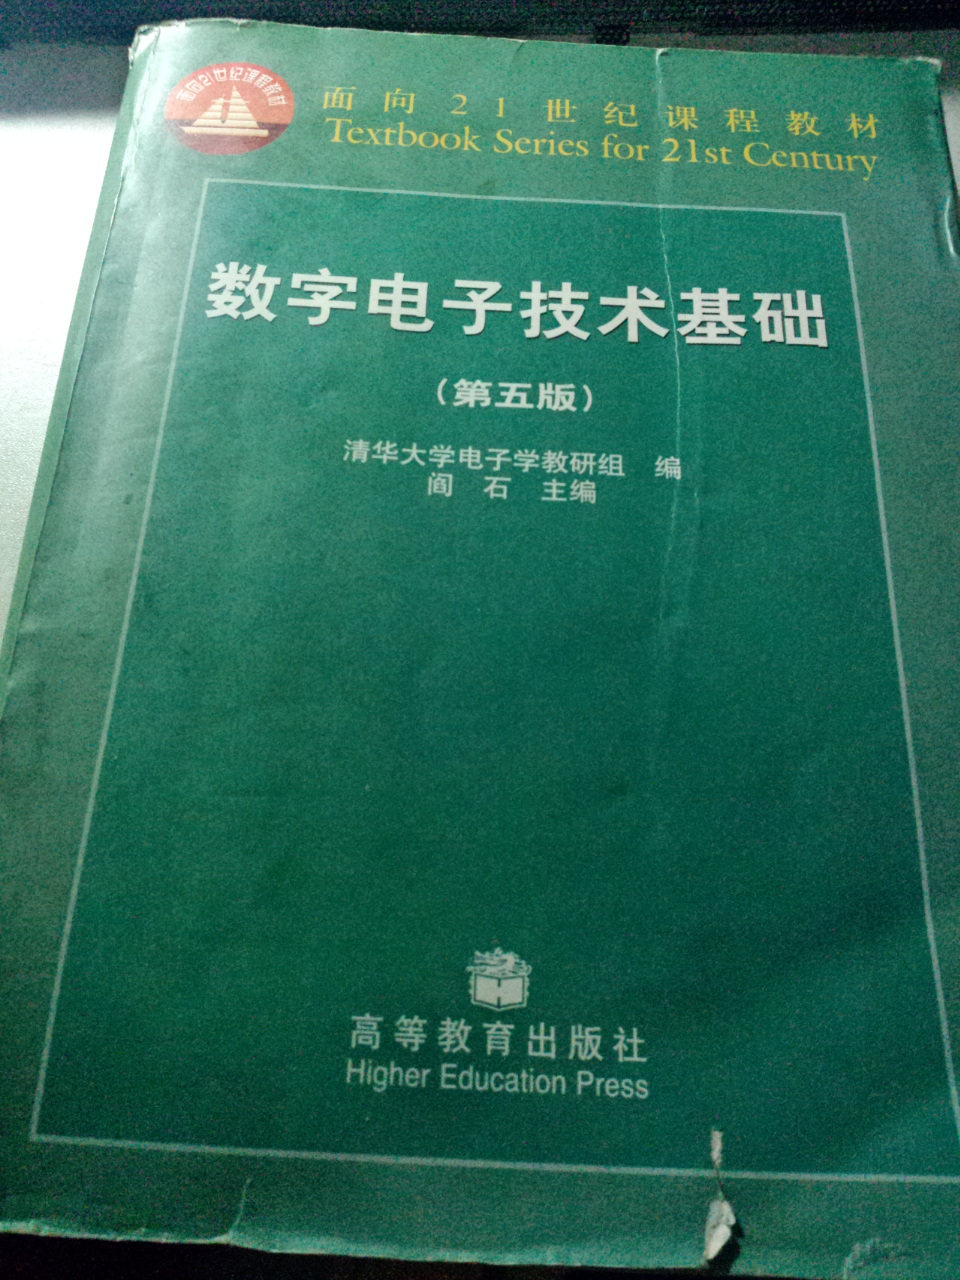 面向21世纪课程教材
面向21世纪课程教材
Textbook Series for 21st Century
数字电子技术基础
（第五版）
清华大学电子学教研组 编
阎 石 主编
高等教育出版社
Higher Education Press